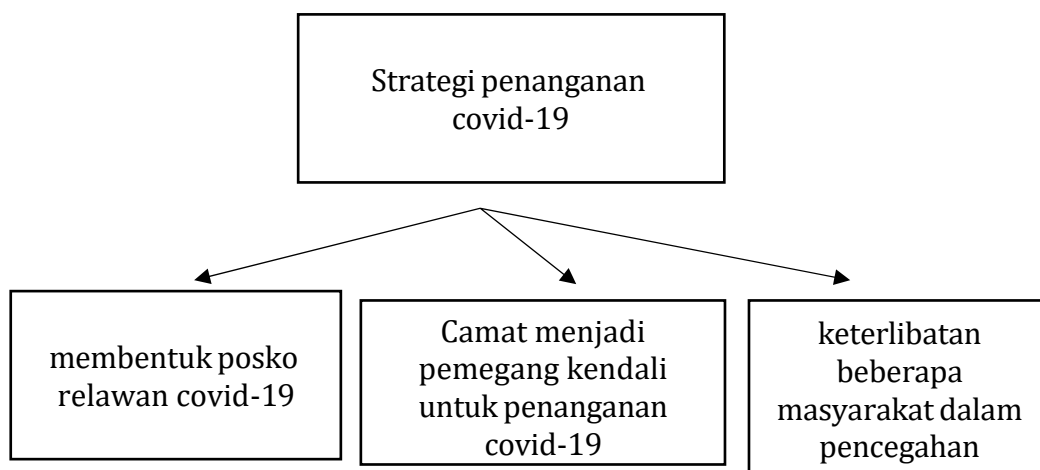 Strategi penanganan
covid-19
membentuk posko
relawan covid-19
Camat menjadi
pemegang kendali
untuk penanganan
covid-19
keterlibatan
beberapa
masyarakat dalam
pencegahan